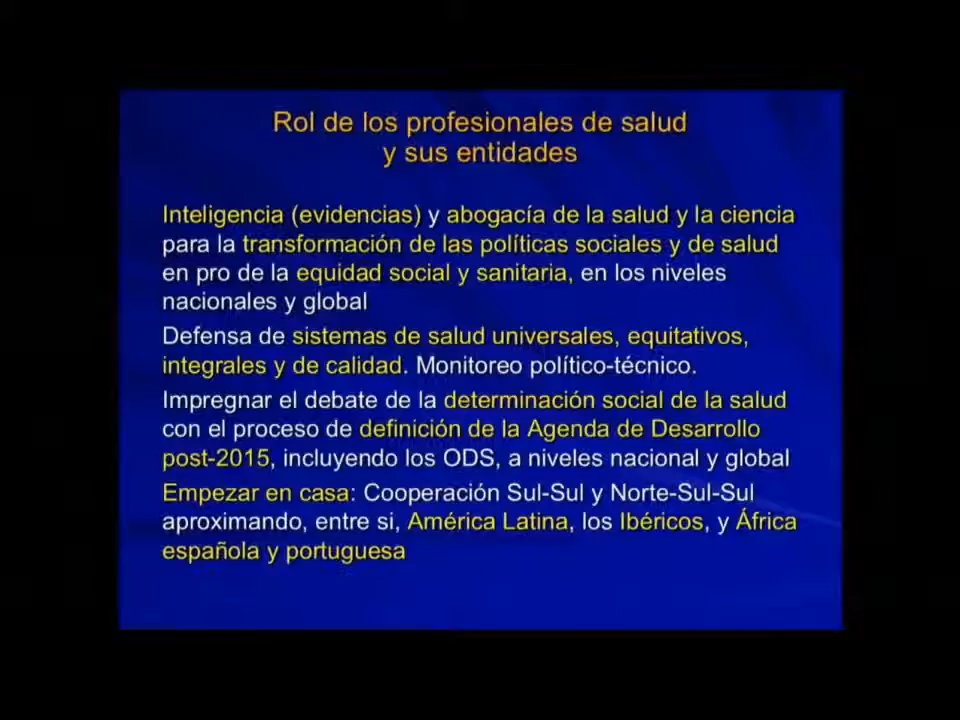 Rol de los profesionales de salud
y sus entidades
Inteligencia (evidencias) y abogacía de la salud y la ciencia
para la transformación de las políticas sociales y de salud
en pro de la equidad social y sanitaria, en los niveles
nacionales y global
Defensa de sistemas de salud universales, equitativos,
integrales y de calidad. Monitoreo político-técnico.
Impregnar el debate de la determinación social de la salud
con el proceso de definición de la Agenda de Desarrollo
post-2015, incluyendo los ODS, a niveles nacional y global
Empezar en casa: Cooperación Sul-Sul y Norte-Sul-Sul
aproximando, entre si, América Latina, los Ibéricos, y África
española y portuguesa